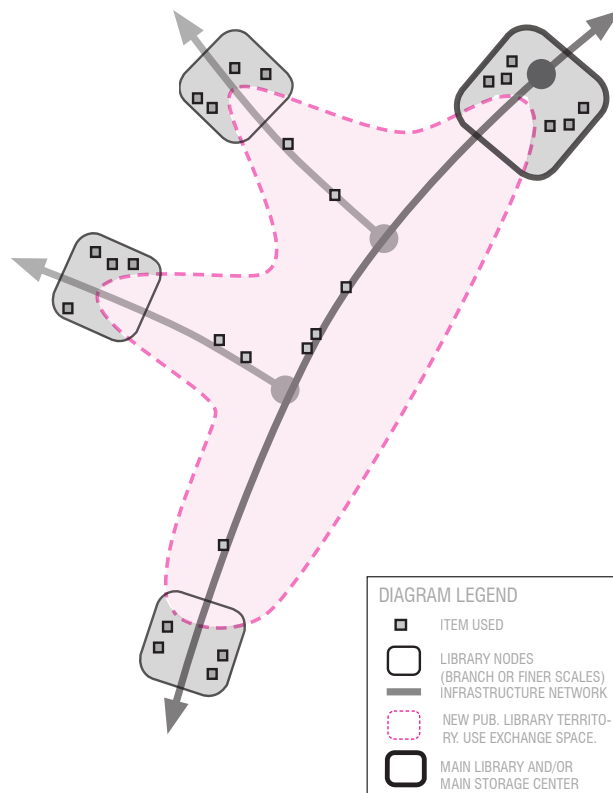 DIAGRAM LEGEND
ITEM USED
LIBRARY NODES
(BRANCH OR FINER SCALES)
INFRASTRUCTURE NETWORK
NEW PUB. LIBRARY TERRITO-
RY. USE EXCHANGE SPACE.
MAIN LIBRARY AND/OR
MAIN STORAGE CENTER